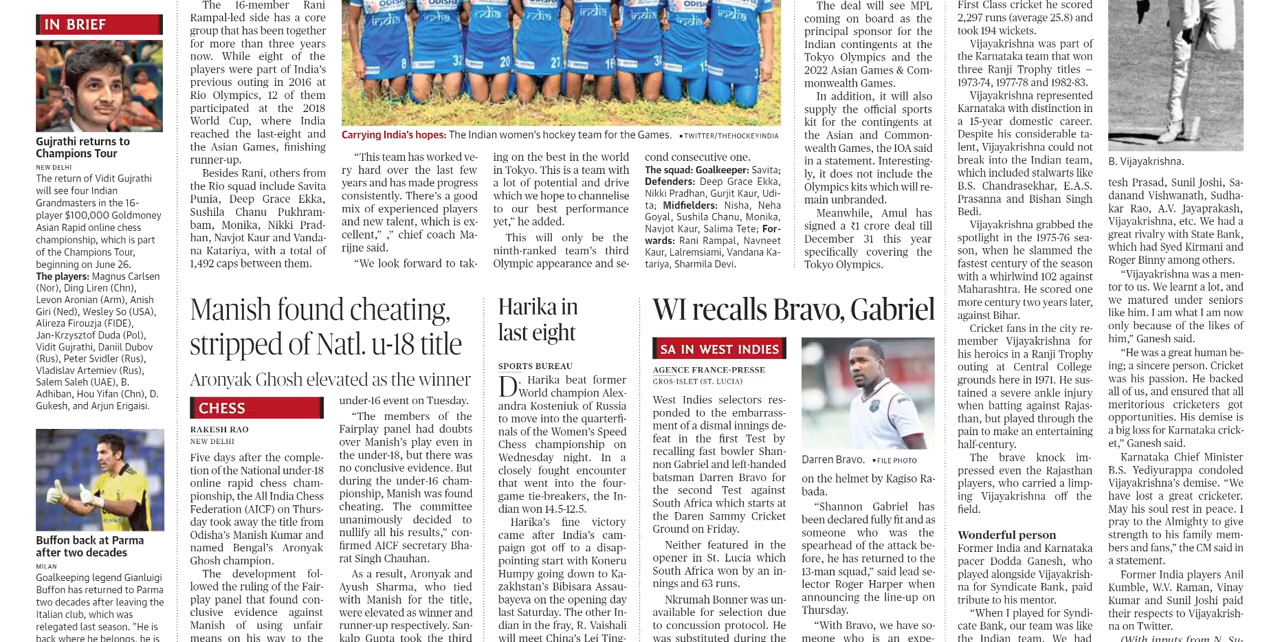 IN BRIEF
Gujrathi returns to
Champions Tour
NEW DELHI
The return of Vidit Gujrathi
will see four Indian
Grandmasters in the 16-
player $100,000 Goldmoney
Asian Rapid online chess
championship, which is part
of the Champions Tour,
beginning on June 26.
The players: Magnus Carlsen
(Nor), Ding Liren (Chn),
Levon Aronian (Arm), Anish
Giri (Ned), Wesley So (USA),
Alireza Firouzja (FIDE),
Jan-Krzysztof Duda (Pol),
Vidit Gujrathi, Daniil Dubov
(Rus), Peter Svidler (Rus),
Vladislav Artemiev (Rus),
Salem Saleh (UAE), B.
Adhiban, Hou Yifan (Chn), D.
Gukesh, and Arjun Erigaisi.
Buffon back at Parma
after two decades
MILAN
Goalkeeping legend Gianluigi
Buffon has returned to Parma
two decades after leaving the
Italian club, which was
relegated last season. "He is
back where he belongs, he is
The 16-member Rani
Rampal-led side has a core
group that has been together
for more than three years
now. While eight of the
players were part of India's
previous outing in 2016 at
Rio Olympics, 12 of them
participated at the 2018
World Cup, where India
reached the last-eight and
the Asian Games, finishing
runner-up.
Besides Rani, others from
the Rio squad include Savita
Punia, Deep Grace Ekka,
Sushila Chanu Pukhram-
bam, Monika, Nikki Prad-
han, Navjot Kaur and Vanda-
na Katariya, with a total of
1,492 caps between them.
Carrying India's hopes: The Indian women's hockey team for the Games. •TWITTER/THEHOCKEYINDIA
"This team has worked ve-
ry hard over the last few
years and has made progress
consistently. There's a good
mix of experienced players
and new talent, which is ex-
cellent," ," chief coach Ma-
rijne said.
"We look forward to tak-
ing on the best in the world
in Tokyo. This is a team with
a lot of potential and drive
which we hope to channelise
to our best performance
yet," he added.
This will only be the
ninth-ranked team's third
Olympic appearance and se-
cond consecutive one.
The squad: Goalkeeper: Savita;
Defenders: Deep Grace Ekka,
Nikki Pradhan, Gurjit Kaur, Udi-
ta; Midfielders: Nisha, Neha
Goyal, Sushila Chanu, Monika,
Navjot Kaur, Salima Tete; For-
wards: Rani Rampal, Navneet
Kaur, Lalremsiami, Vandana Ka-
tariya, Sharmila Devi.
The deal will see MPL
coming on board as the
principal sponsor for the
Indian contingents at the
Tokyo Olympics and the
2022 Asian Games & Com-
monwealth Games.
In addition, it will also
supply the official sports
kit for the contingents at
the Asian and Common-
wealth Games, the IOA said
in a statement. Interesting-
ly, it does not include the
Olympics kits which will re-
main unbranded.
Meanwhile, Amul has
signed a ₹1 crore deal till
December 31 this year
specifically covering the
Tokyo Olympics.
Manish found cheating,
stripped of Natl. u-18 title
Aronyak Ghosh elevated as the winner
CHESS
RAKESH RAO
NEW DELHI
Five days after the comple-
tion of the National under-18
online rapid chess cham-
pionship, the All India Chess
Federation (AICF) on Thurs-
day took away the title from
Odisha's Manish Kumar and
named Bengal's Aronyak
Ghosh champion.
The development fol-
lowed the ruling of the Fair-
play panel that found con-
clusive evidence against
Manish of using unfair
means on his way to the
under-16 event on Tuesday.
"The members of the
Fairplay panel had doubts
over Manish's play even in
the under-18, but there was
no conclusive evidence. But
during the under-16 cham-
pionship, Manish was found
cheating. The committee
unanimously decided to
nullify all his results," con-
firmed AICF secretary Bha-
rat Singh Chauhan.
As a result, Aronyak and
Ayush Sharma, who tied
with Manish for the title,
were elevated as winner and
runner-up respectively. San-
kalp Gupta took the third
Harika in
last eight
SPORTS BUREAU
D. Harika beat former
World champion Alex-
andra Kosteniuk of Russia
to move into the quarterfi-
nals of the Women's Speed
Chess championship on
Wednesday night. In a
closely fought encounter
that went into the four-
game tie-breakers, the In-
dian won 14.5-12.5.
Harika's fine victory
came after India's cam-
paign got off to a disap-
pointing start with Koneru
Humpy going down to Ka-
zakhstan's Bibisara Assau-
bayeva on the opening day
last Saturday. The other In-
dian in the fray, R. Vaishali
will meet China's Lei Ting-
WI recalls Bravo, Gabriel
SA IN WEST INDIES
AGENCE FRANCE-PRESSE
GROS-ISLET (ST. LUCIA)
West Indies selectors res-
ponded to the embarrass-
ment of a dismal innings de-
feat in the first Test by
recalling fast bowler Shan-
non Gabriel and left-handed
batsman Darren Bravo for
the second Test against
South Africa which starts at
the Daren Sammy Cricket
Ground on Friday.
Neither featured in the
opener in St. Lucia which
South Africa won by an in-
nings and 63 runs.
Nkrumah Bonner was un-
available for selection due
to concussion protocol. He
was substituted during the
Darren Bravo. •FILE PHOTO
on the helmet by Kagiso Ra-
bada.
"Shannon Gabriel has
been declared fully fit and as
someone who was the
spearhead of the attack be-
fore, he has returned to the
13-man squad," said lead se-
lector Roger Harper when
announcing the line-up on
Thursday.
"With Bravo, we have so-
meone who is an expe-
First Class cricket he scored
2,297 runs (average 25.8) and
took 194 wickets.
Vijayakrishna was part of
the Karnataka team that won
three Ranji Trophy titles –
1973-74, 1977-78 and 1982-83.
Vijayakrishna represented
Karnataka with distinction in
a 15-year domestic career.
Despite his considerable ta-
lent, Vijayakrishna could not
break into the Indian team,
which included stalwarts like
B.S. Chandrasekhar, E.A.S.
Prasanna and Bishan Singh
Bedi.
Vijayakrishna grabbed the
spotlight in the 1975-76 sea-
son, when he slammed the
fastest century of the season
with a whirlwind 102 against
Maharashtra. He scored one
more century two years later,
against Bihar.
Cricket fans in the city re-
member Vijayakrishna for
his heroics in a Ranji Trophy
outing at Central College
grounds here in 1971. He sus-
tained a severe ankle injury
when batting against Rajas-
than, but played through the
pain to make an entertaining
half-century.
The brave knock im-
pressed even the Rajasthan
players, who carried a limp-
ing Vijayakrishna off the
field.
Wonderful person
Former India and Karnataka
pacer Dodda Ganesh, who
played alongside Vijayakrish-
na for Syndicate Bank, paid
tribute to his mentor.
"When I played for Syndi-
cate Bank, our team was like
the Indian team. We had
B. Vijayakrishna.
tesh Prasad, Sunil Joshi, Sa-
danand Vishwanath, Sudha-
kar Rao, A.V. Jayaprakash,
Vijayakrishna, etc. We had a
great rivalry with State Bank,
which had Syed Kirmani and
Roger Binny among others.
"Vijayakrishna was a men-
tor to us. We learnt a lot, and
we matured under seniors
like him. I am what I am now
only because of the likes of
him," Ganesh said.
"He was a great human be-
ing; a sincere person. Cricket
was his passion. He backed
all of us, and ensured that all
meritorious cricketers got
opportunities. His demise is
a big loss for Karnataka crick-
et," Ganesh said.
Karnataka Chief Minister
B.S. Yediyurappa condoled
Vijayakrishna's demise. "We
have lost a great cricketer.
May his soul rest in peace. I
pray to the Almighty to give
strength to his family mem-
bers and fans," the CM said in
a statement.
Former India players Anil
Kumble, W.V. Raman, Vinay
Kumar and Sunil Joshi paid
their respects to Vijayakrish-
na on Twitter.
(With inputs from N. Su-